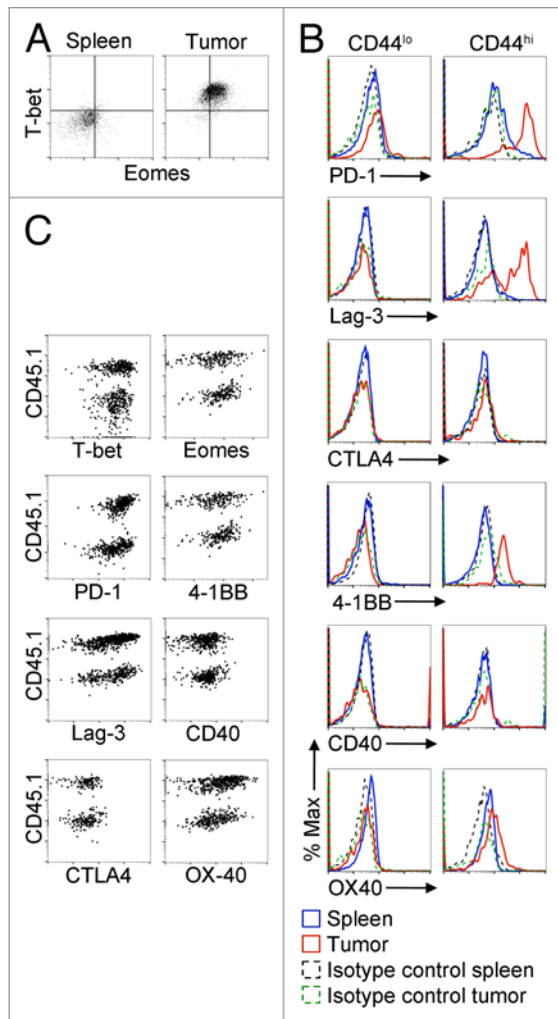 A
Spleen
Tumor
T-bet
Eomes
B
CD44lo
CD44hi
PD-1
Lag-3
CTLA4
4-1BB
CD40
OX40
% Max
Spleen
Tumor
Isotype control spleen
Isotype control tumor
C
CD45.1
T-bet
Eomes
CD45.1
PD-1
4-1BB
CD45.1
Lag-3
CD40
CD45.1
CTLA4
OX-40